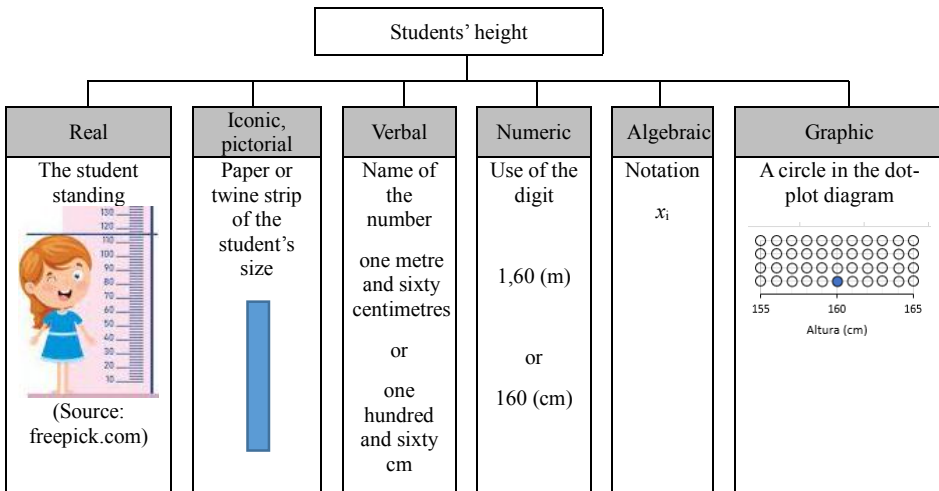 Students' height
Real
The student
standing
130
120
110
100
90
80
70
60
50
40
30
20
10
(Source:
freepick.com)
Iconic,
pictorial
Paper or
twine strip
of the
student's
size
Verbal
Name of
the
number
one metre
and sixty
centimetres
or
one
hundred
and sixty
cm
Numeric
Use of the
digit
1,60 (m)
or
160 (cm)
Algebraic
Notation
xi
Graphic
A circle in the dot-
plot diagram
155 160 165
Altura (cm)